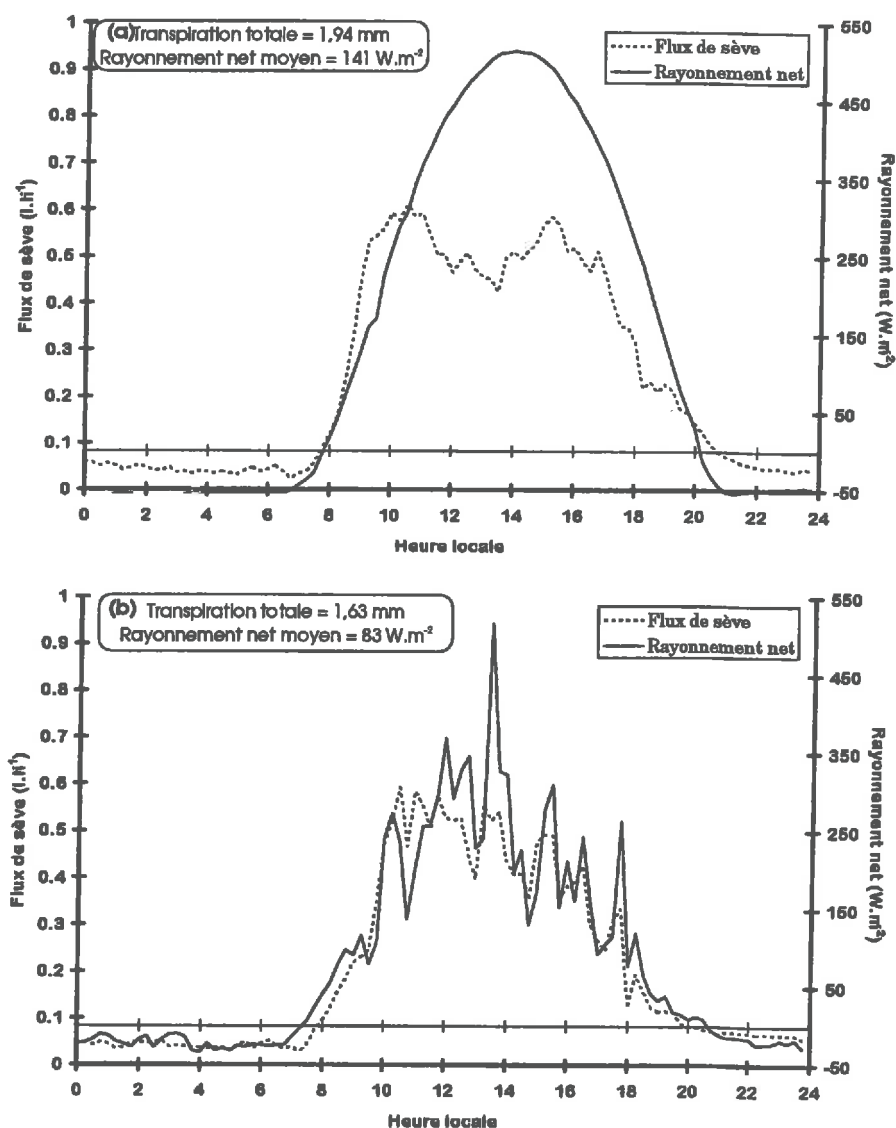 (a) Transpiration totale = 1,94 mm
Rayonnement net moyen = 141 W.m⁻²
Flux de sève
Rayonnement net
1
0.9
0.8
0.7
0.6
0.5
0.4
0.3
0.2
0.1
0
Flux de sève (l.h⁻¹)
550
450
350
250
150
50
-50
Rayonnement net (W.m²)
0 2 4 6 8 10 12 14 16 18 20 22 24
Heure locale
(b) Transpiration totale = 1,63 mm
Rayonnement net moyen = 83 W.m⁻²
Flux de sève
Rayonnement net
1
0.9
0.8
0.7
0.6
0.5
0.4
0.3
0.2
0.1
0
Flux de sève (l.h⁻¹)
550
450
350
250
150
50
-50
Rayonnement net (W.m²)
0 2 4 6 8 10 12 14 16 18 20 22 24
Heure locale